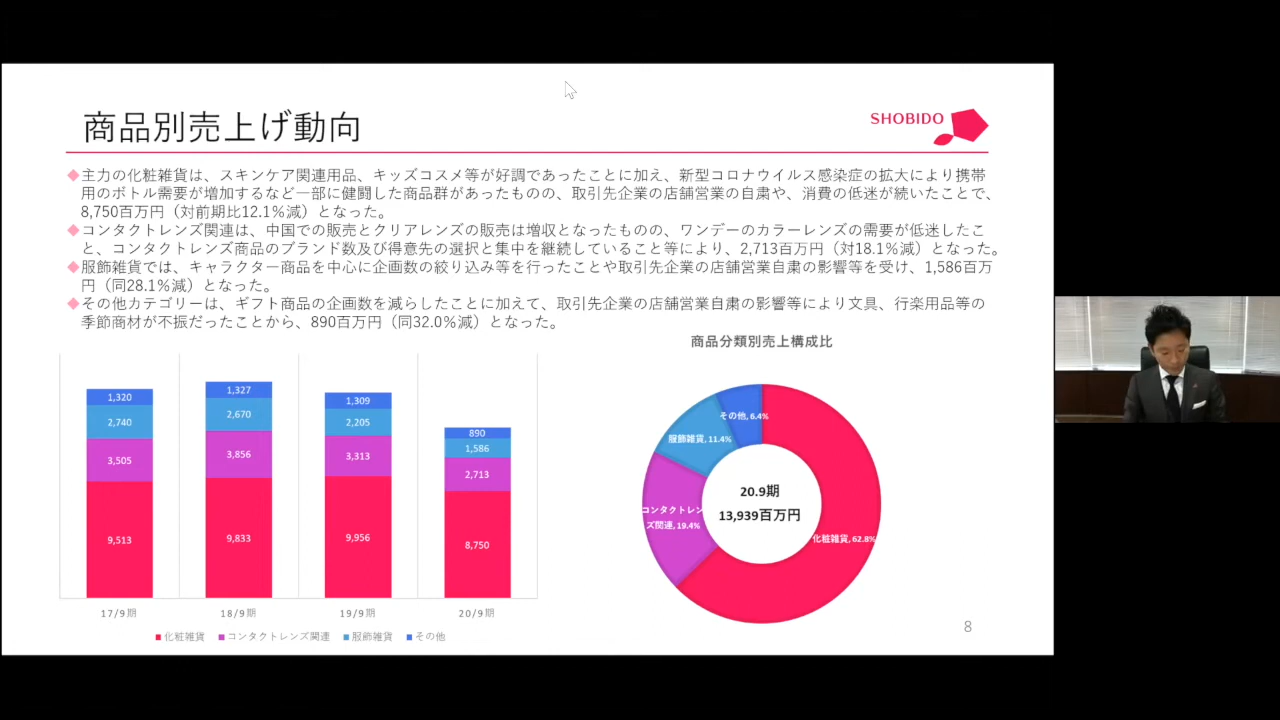 商品別売上げ動向
SHOBIDO
◆主力の化粧雑貨は、スキンケア関連用品、キッズコスメ等が好調であったことに加え、新型コロナウイルス感染症の拡大により携帯
用のボトル需要が増加するなど一部に健闘した商品群があったものの、取引先企業の店舗営業の自粛や、消費の低迷が続いたことで、
8,750百万円（対前期比12.1%減）となった。
◆コンタクトレンズ関連は、中国での販売とクリアレンズの販売は増収となったものの、ワンデーのカラーレンズの需要が低迷したこ
と、コンタクトレンズ商品のブランド数及び得意先の選択と集中を継続していること等により、2,713百万円（対18.1%減）となった。
◆服飾雑貨では、キャラクター商品を中心に企画数の絞り込み等を行ったことや取引先企業の店舗営業自粛の影響等を受け、1,586百万
円（同28.1%減）となった。
◆その他カテゴリーは、ギフト商品の企画数を減らしたことに加えて、取引先企業の店舗営業自粛の影響等により文具、行楽用品等の
季節商材が不振だったことから、890百万円（同32.0%減）となった。
1,320
2,740
3,505
9,513
17/9期
1,327
2,670
3,856
9,833
18/9期
1,309
2,205
3,313
9,956
19/9期
890
1,586
2,713
8,750
20/9期
■化粧雑貨 ■コンタクトレンズ関連 ■服飾雑貨 ■その他
商品分類別売上構成比
その他, 6.4%
服飾雑貨, 11.4%
コンタクトレン
ズ関連, 19.4%
化粧雑貨, 62.8%
20.9期
13,939百万円
8